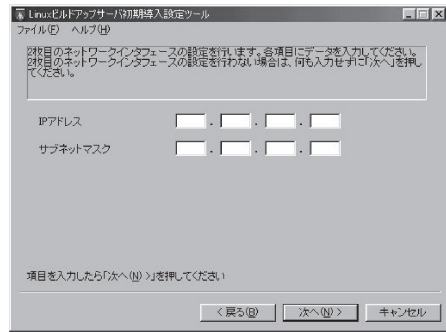 Linuxビルドアップサーバ初期導入設定ツール
ファイル(F) ヘルプ(H)
2枚目のネットワークインタフェースの設定を行います。各項目にデータを入力してください。
2枚目のネットワークインタフェースの設定を行わない場合は、何も入力せずに「次へ」を押し
てください。
IPアドレス . . .
サブネットマスク . . .
項目を入力したら「次へ(N) >」を押してください
< 戻る(B) 次へ(N) > キャンセル